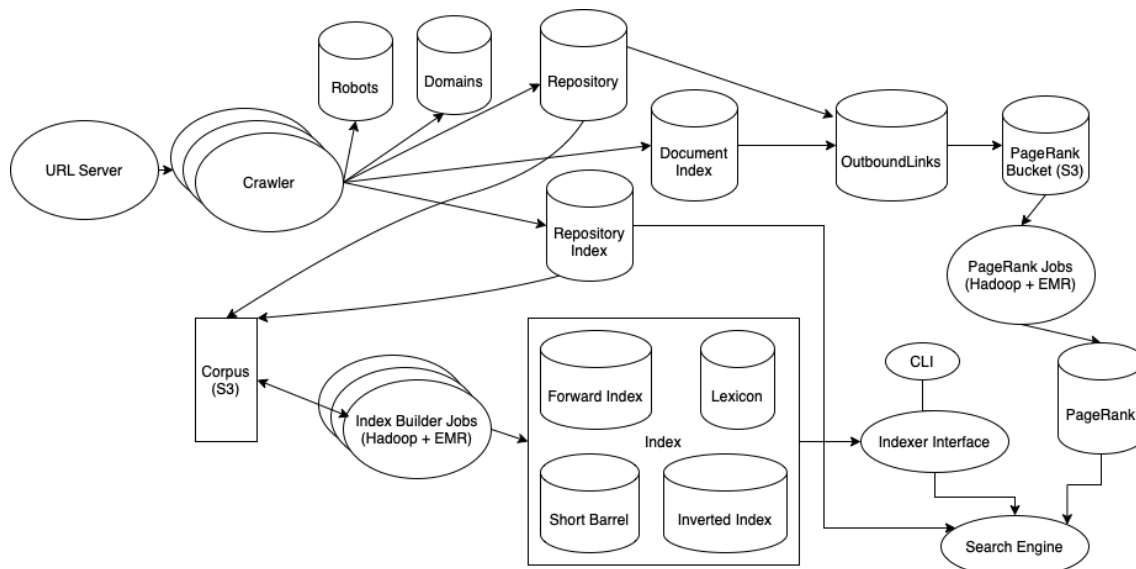 Robots
Domains
Repository
URL Server
Crawler
Document
Index
OutboundLinks
PageRank
Bucket (S3)
Repository
Index
PageRank Jobs
(Hadoop + EMR)
Corpus
(S3)
Index Builder Jobs
(Hadoop + EMR)
Forward Index
Lexicon
Index
Short Barrel
Inverted Index
CLI
Indexer Interface
PageRank
Search Engine